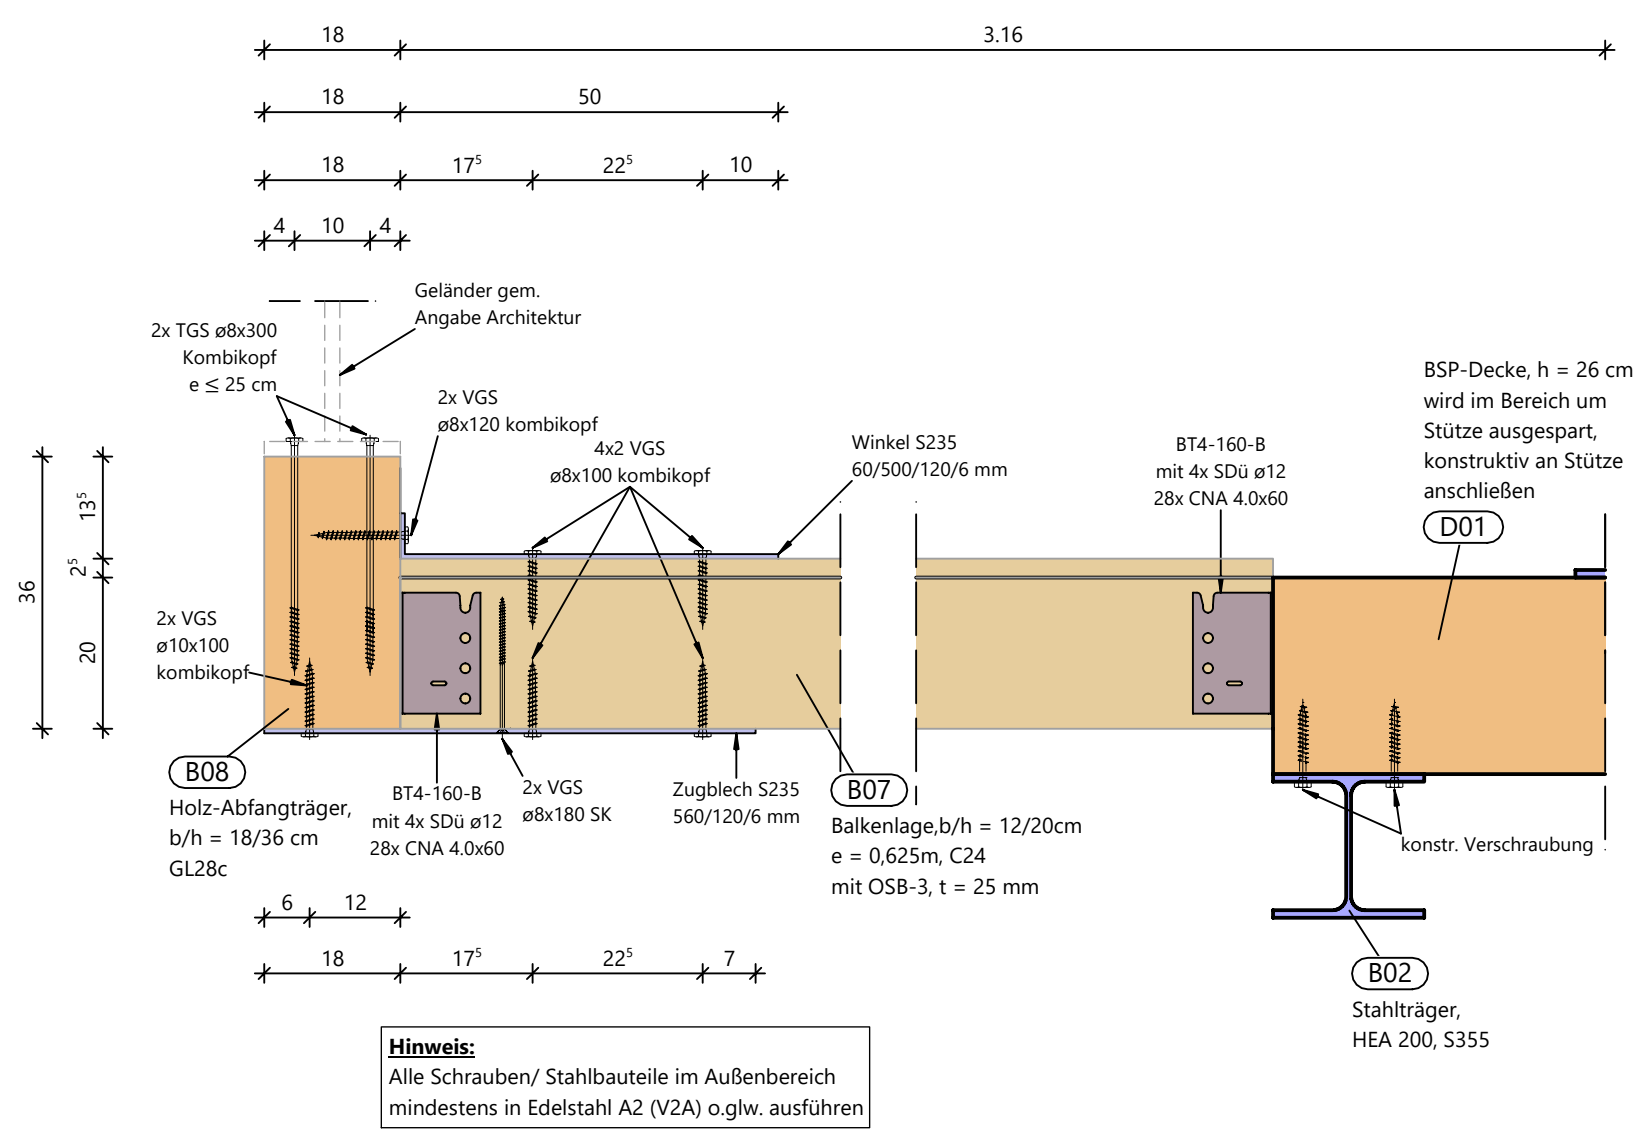 18
3.16
18
50
18
17⁵
22⁵
10
4
10
4
Geländer gem.
Angabe Architektur
2x TGS ø8x300
Kombikopf
e ≤ 25 cm
2x VGS
ø8x120 kombikopf
4x2 VGS
ø8x100 kombikopf
Winkel S235
60/500/120/6 mm
BT4-160-B
mit 4x SDü ø12
28x CNA 4.0x60
BSP-Decke, h = 26 cm
wird im Bereich um
Stütze ausgespart,
konstruktiv an Stütze
anschließen
D01
36
13⁵
2⁵
20
2x VGS
ø10x100
kombikopf
B08
Holz-Abfangträger,
b/h = 18/36 cm
GL28c
BT4-160-B
mit 4x SDü ø12
28x CNA 4.0x60
2x VGS
ø8x180 SK
Zugblech S235
560/120/6 mm
B07
Balkenlage,b/h = 12/20cm
e = 0,625m, C24
mit OSB-3, t = 25 mm
konstr. Verschraubung
6
12
18
17⁵
22⁵
7
B02
Stahlträger,
HEA 200, S355
Hinweis:
Alle Schrauben/ Stahlbauteile im Außenbereich
mindestens in Edelstahl A2 (V2A) o.glw. ausführen